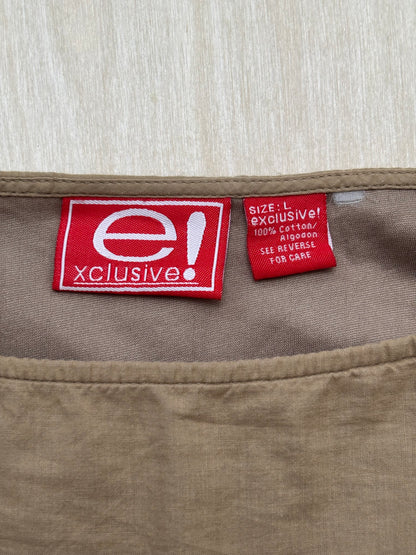 e!
xclusive
SIZE: L
exclusive!
100% Cotton/
Algodon
SEE REVERSE
FOR CARE